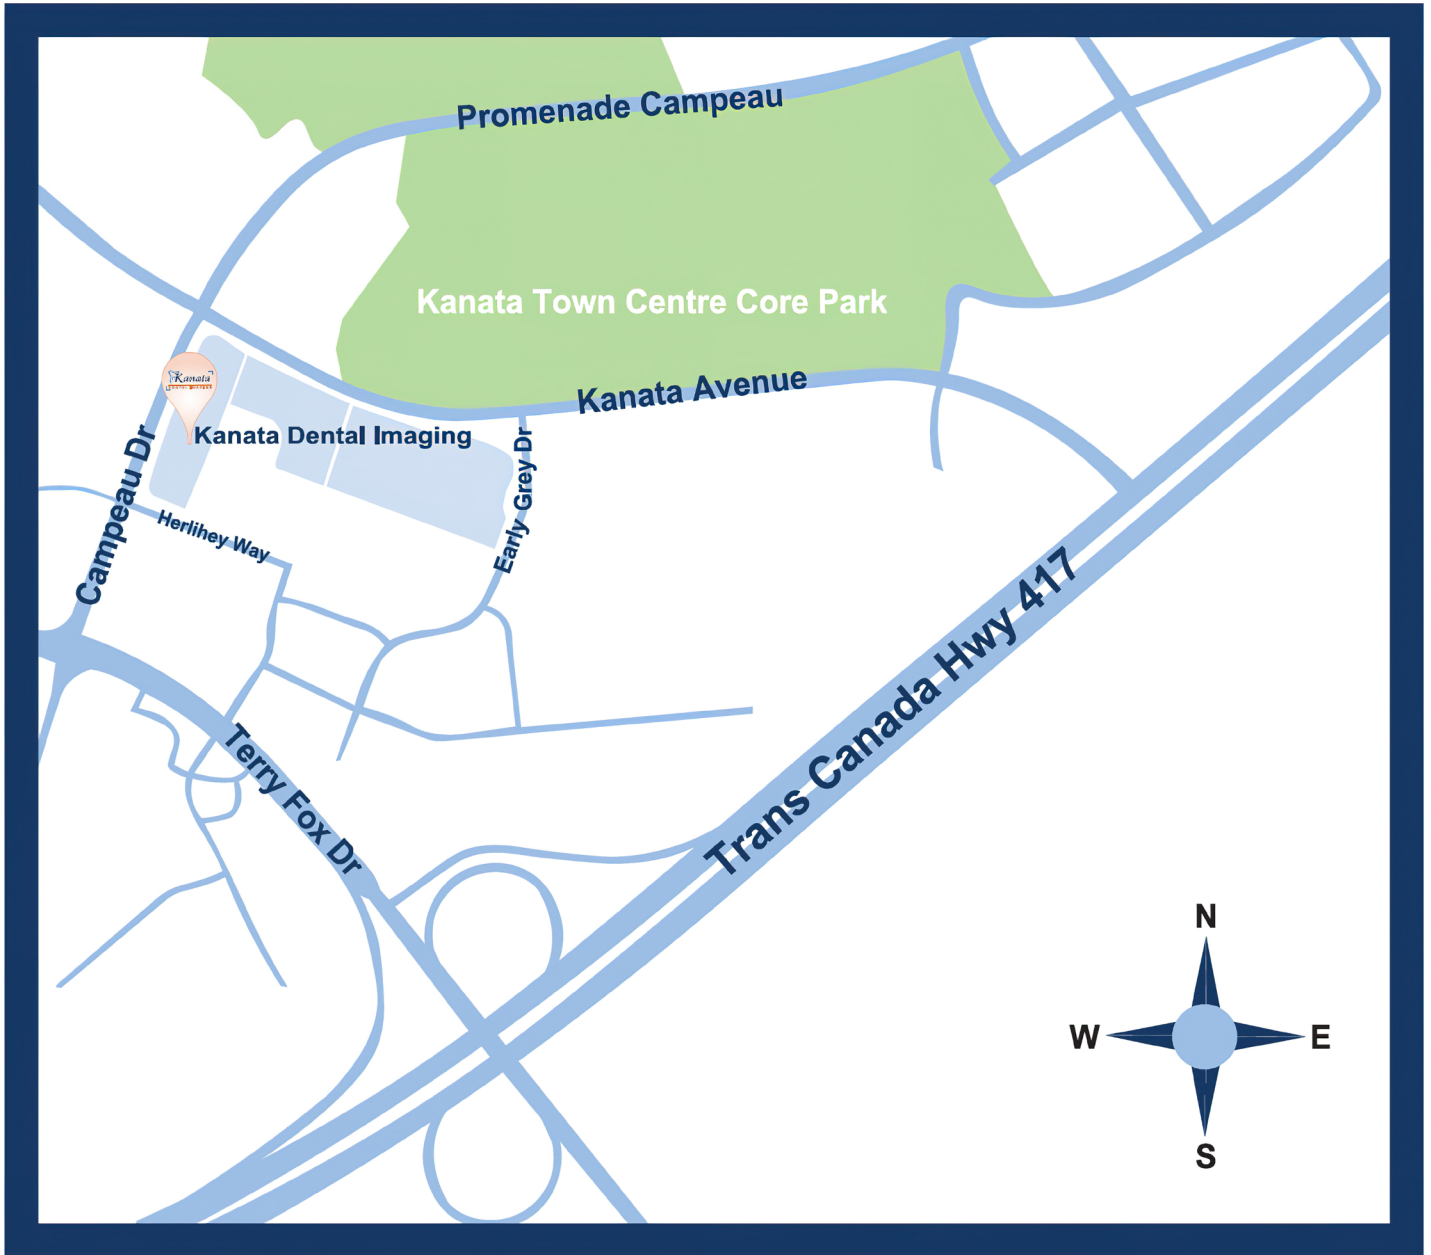 Promenade Campeau
Kanata Town Centre Core Park
Kanata Avenue
Kanata
Kanata Dental Imaging
Campeau Dr
Early Grey Dr
Herlihey Way
Trans Canada Hwy 417
Terry Fox Dr
N
W
E
S